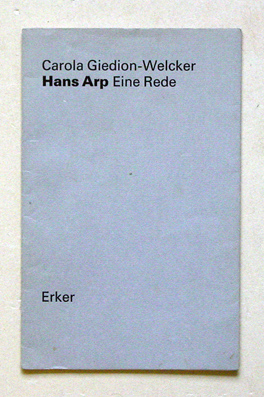 Carola Giedion-Welcker
Hans Arp Eine Rede
Erker